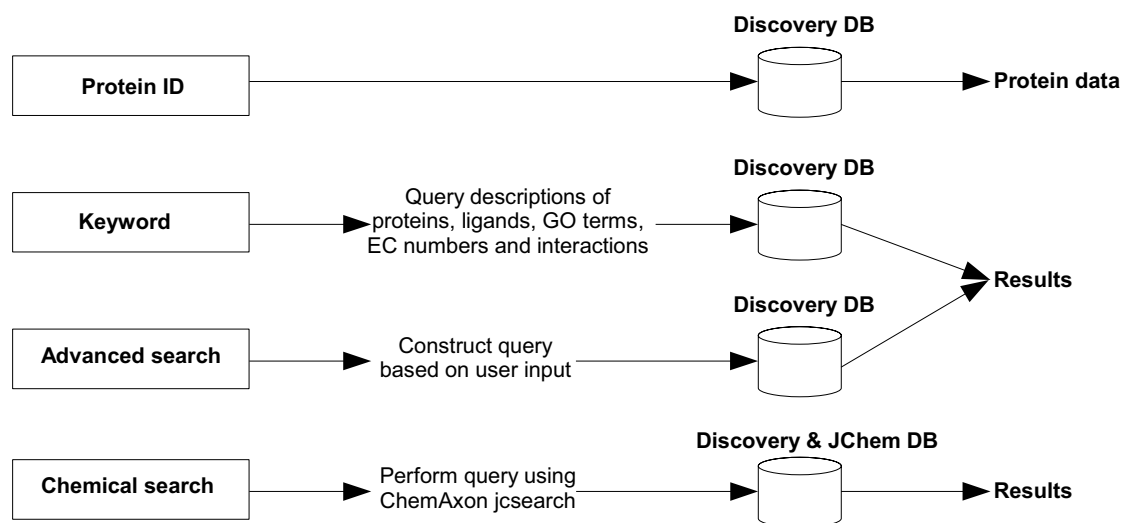 Discovery DB
Protein ID
Protein data
Discovery DB
Keyword
Query descriptions of
proteins, ligands, GO terms,
EC numbers and interactions
Results
Discovery DB
Advanced search
Construct query
based on user input
Discovery & JChem DB
Chemical search
Perform query using
ChemAxon jcsearch
Results